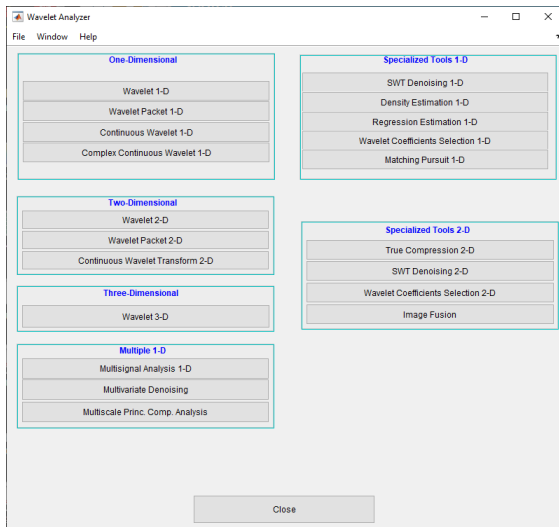 Wavelet Analyzer
File Window Help
One-Dimensional
Wavelet 1-D
Wavelet Packet 1-D
Continuous Wavelet 1-D
Complex Continuous Wavelet 1-D
Two-Dimensional
Wavelet 2-D
Wavelet Packet 2-D
Continuous Wavelet Transform 2-D
Three-Dimensional
Wavelet 3-D
Multiple 1-D
Multisignal Analysis 1-D
Multivariate Denoising
Multiscale Princ. Comp. Analysis
Specialized Tools 1-D
SWT Denoising 1-D
Density Estimation 1-D
Regression Estimation 1-D
Wavelet Coefficients Selection 1-D
Matching Pursuit 1-D
Specialized Tools 2-D
True Compression 2-D
SWT Denoising 2-D
Wavelet Coefficients Selection 2-D
Image Fusion
Close